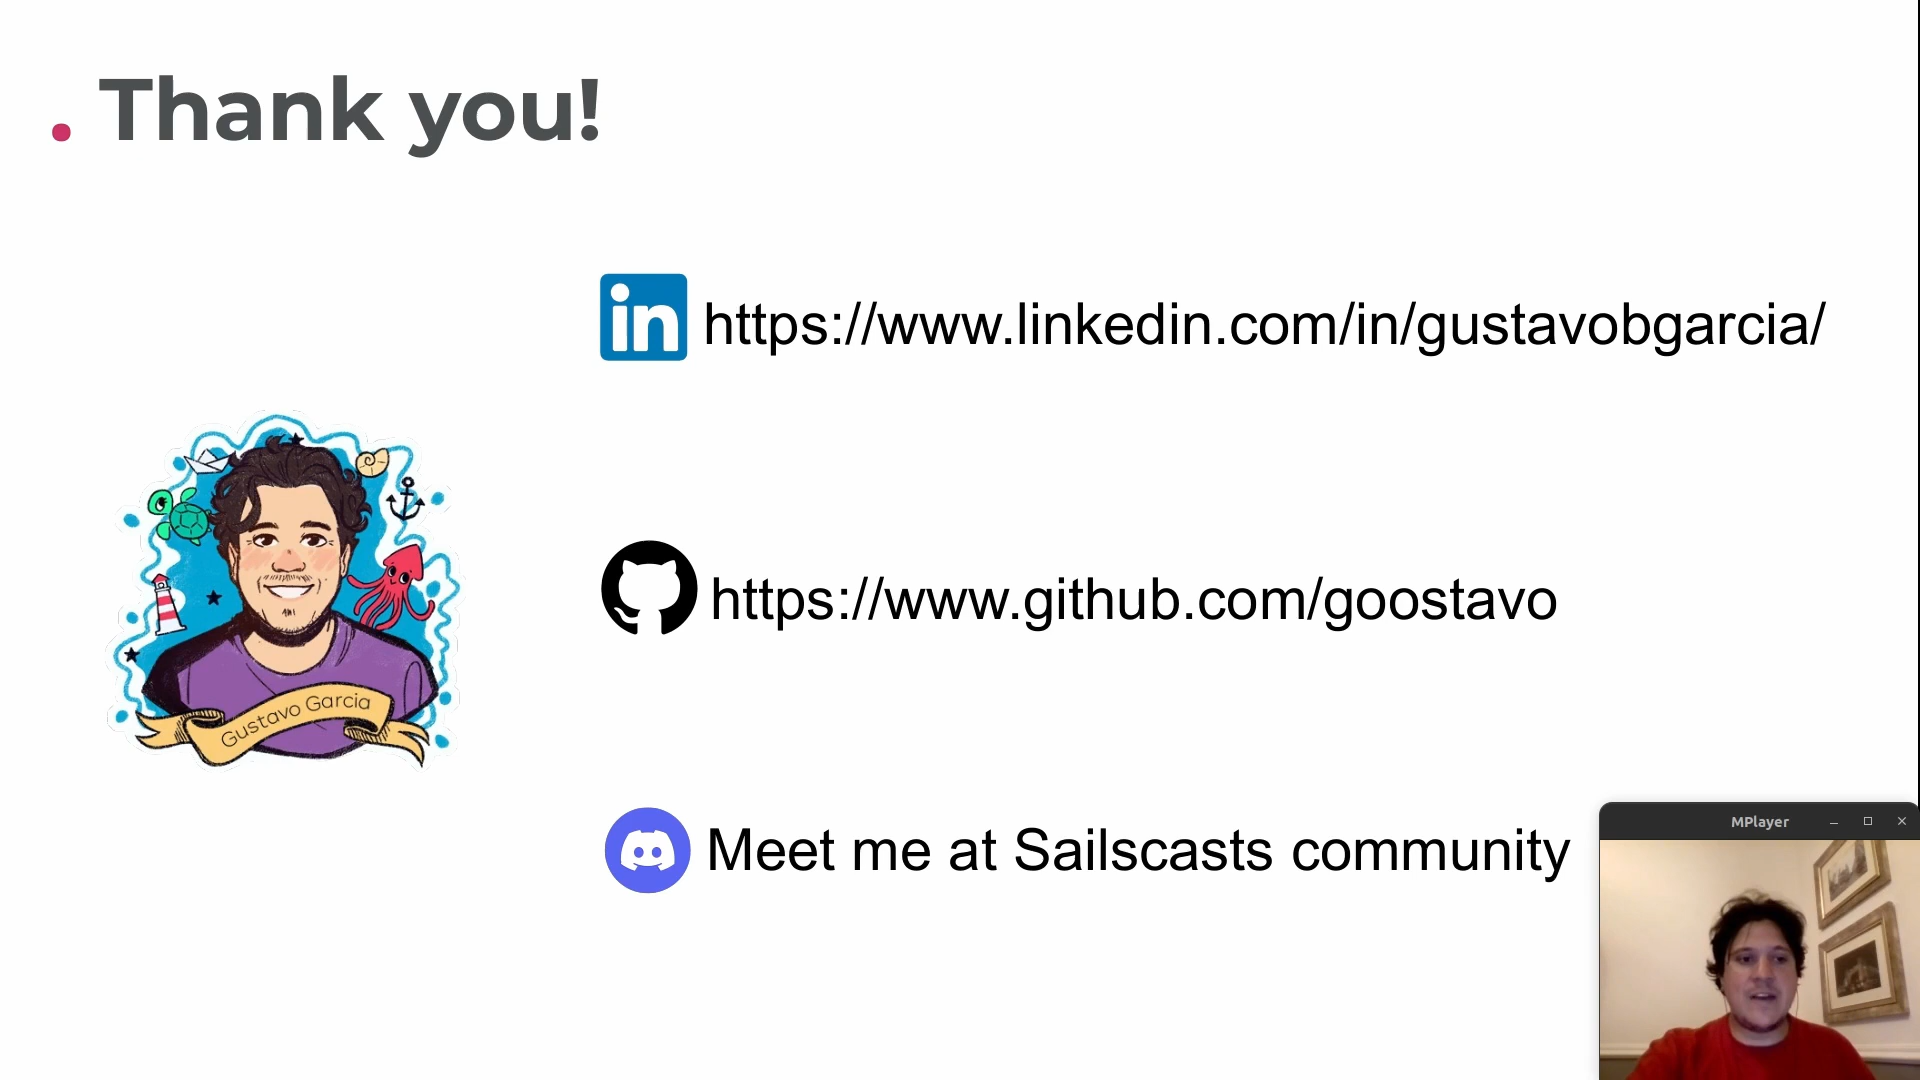 . Thank you!
in https://www.linkedin.com/in/gustavobgarcia/
https://www.github.com/goostavo
Gustavo Garcia
Meet me at Sailscasts community
MPlayer